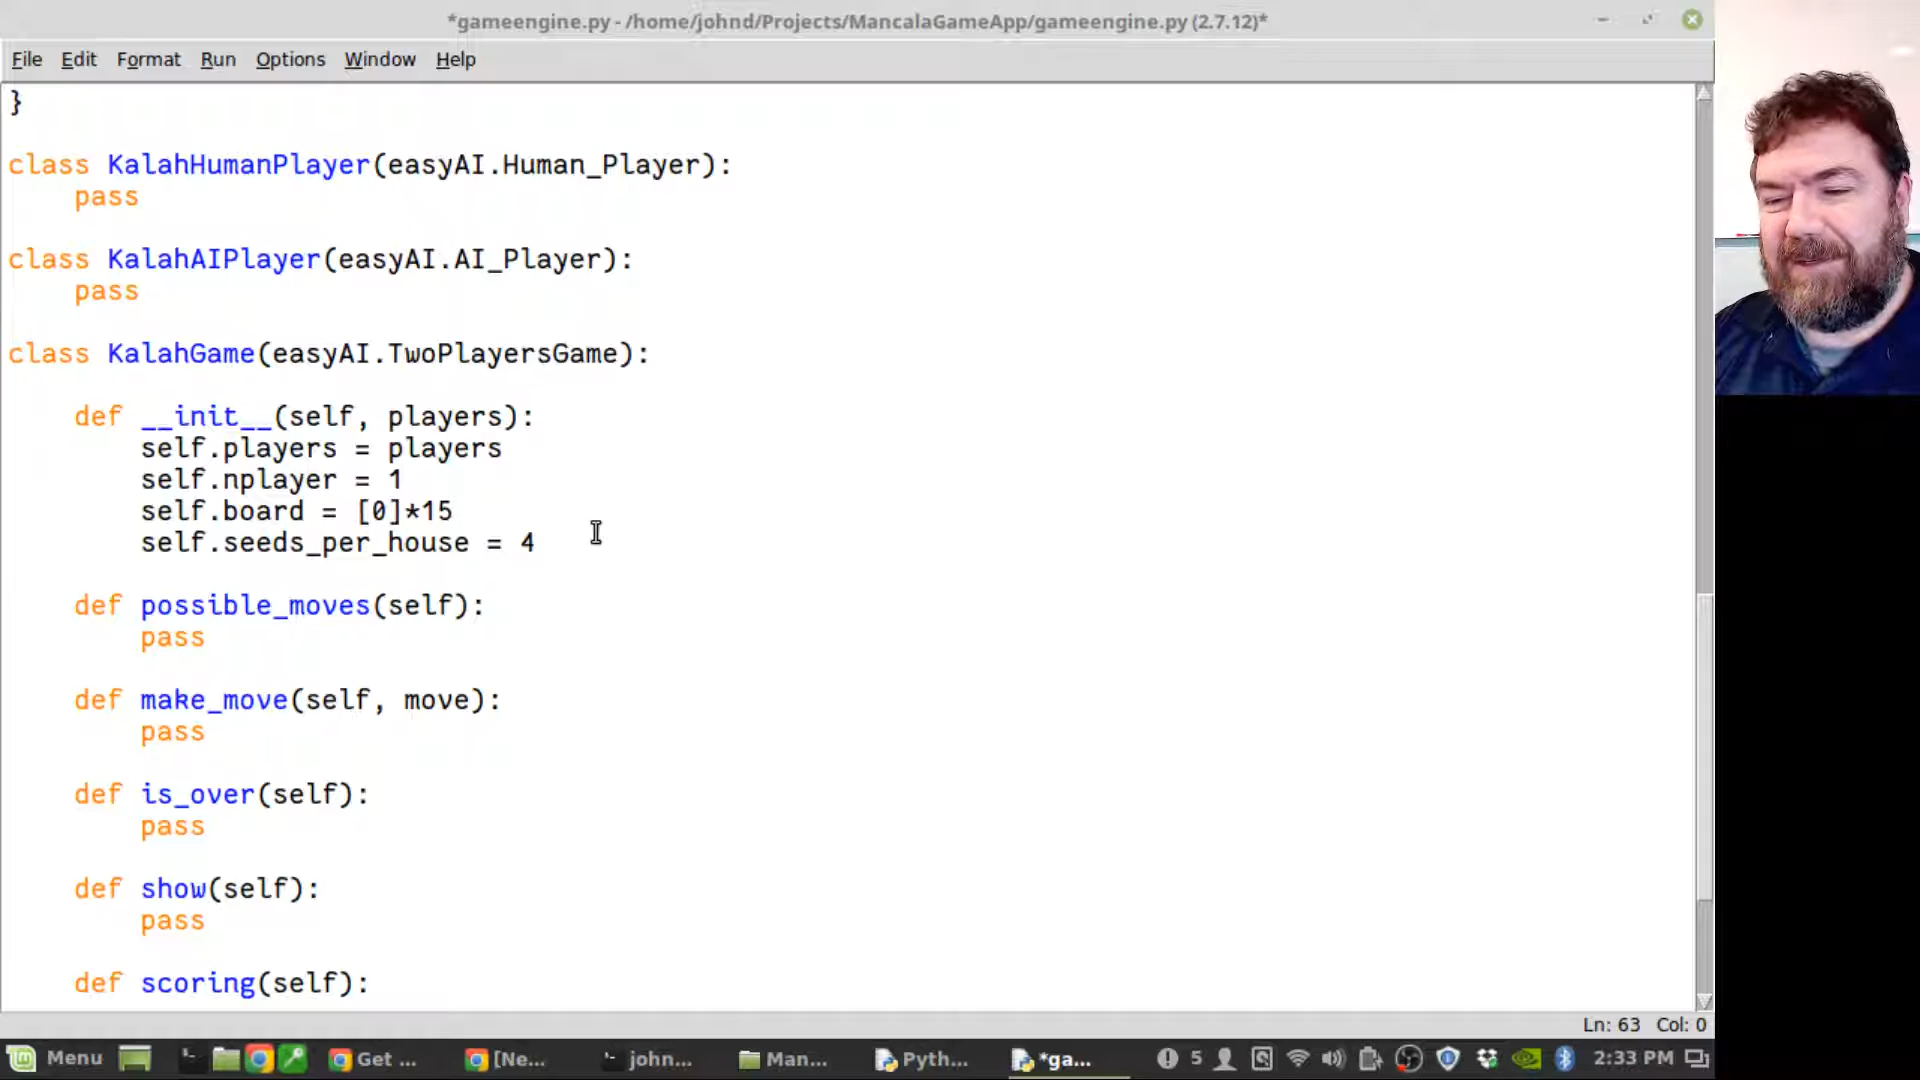 *gameengine.py - /home/johnd/Projects/MancalaGameApp/gameengine.py (2.7.12)*
File Edit Format Run Options Window Help
}
class KalahHumanPlayer(easyAI.Human_Player):
    pass
class KalahAIPlayer(easyAI.AI_Player):
    pass
class KalahGame(easyAI.TwoPlayersGame):
    def __init__(self, players):
        self.players = players
        self.nplayer = 1
        self.board = [0]*15
        self.seeds_per_house = 4
    def possible_moves(self):
        pass
    def make_move(self, move):
        pass
    def is_over(self):
        pass
    def show(self):
        pass
    def scoring(self):
Ln: 63 Col: 0
Menu Get ... [Ne... john... Man... Pyth... *ga... 5 2:33 PM